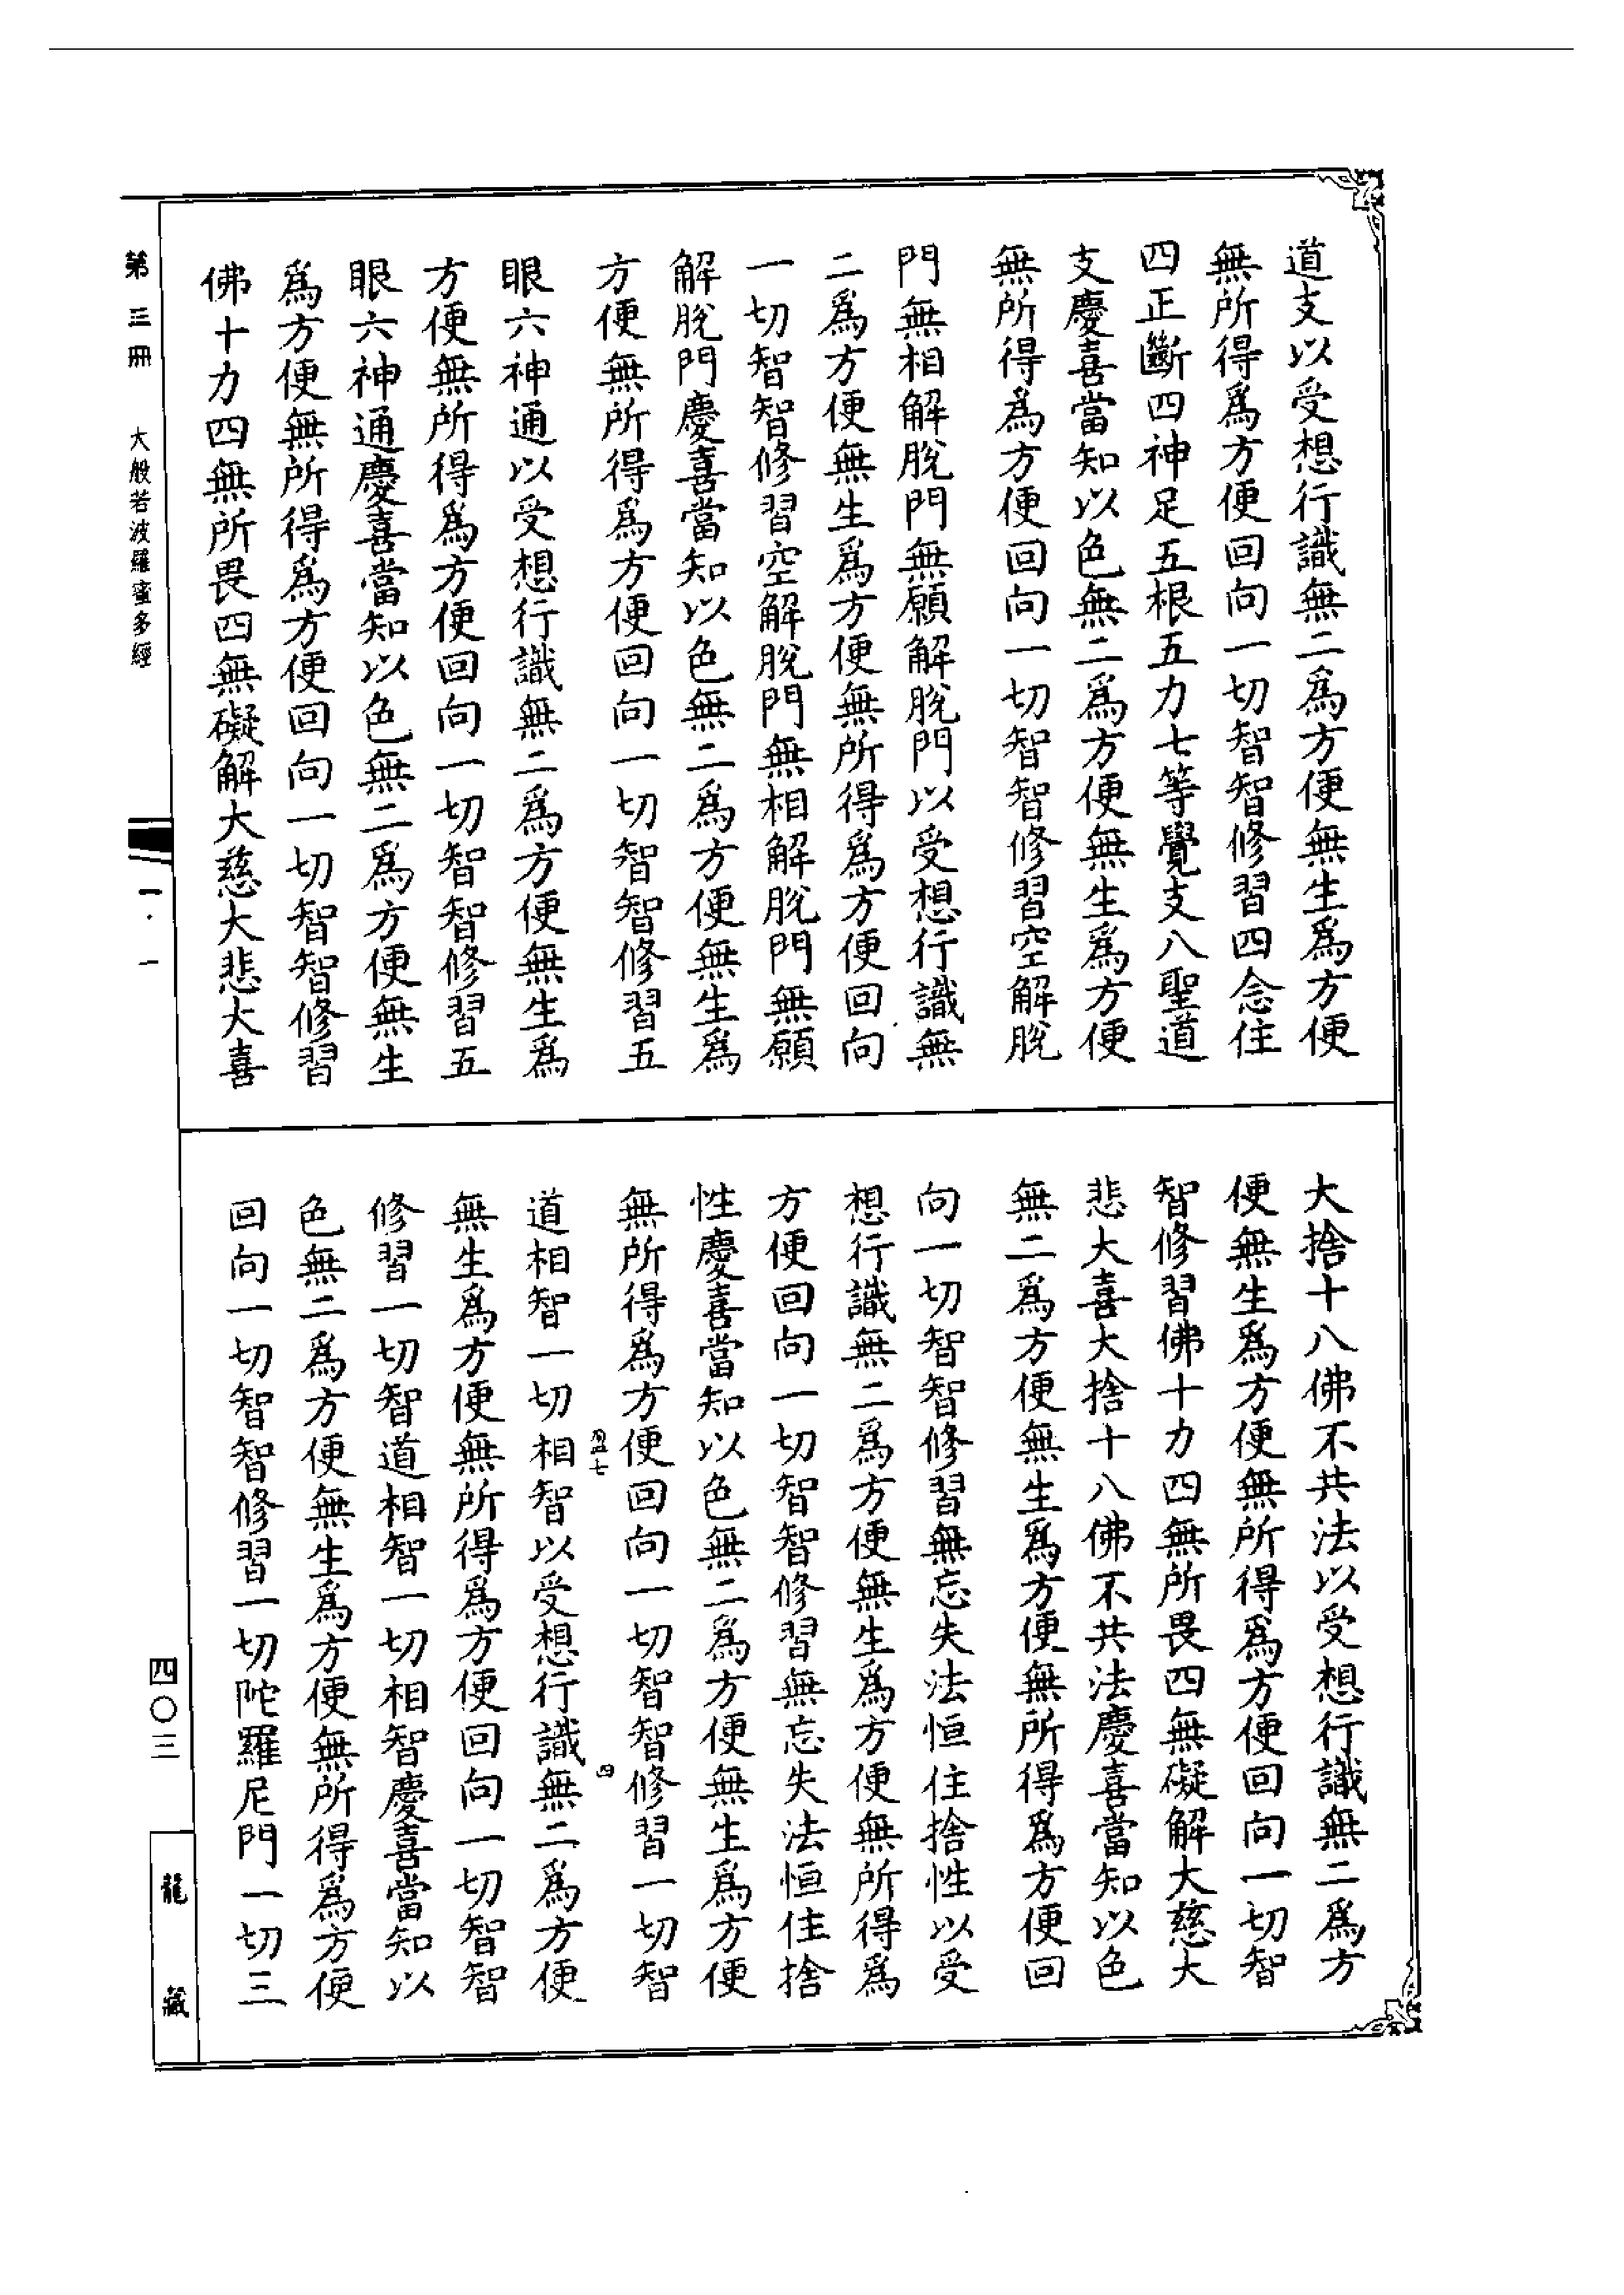 道支以受想行識無二爲方便無生爲方便
無所得爲方便回向一切智智修習四念住
四正斷四神足五根五力七等覺支八聖道
支慶喜當知以色無二爲方便無生爲方便
無所得爲方便回向一切智智修習空解脫
門無相解脫門無願解脫門以受想行識無
二爲方便無生爲方便無所得爲方便回向
一切智智修習空解脫門無相解脫門無願
解脫門慶喜當知以色無二爲方便無生爲
方便無所得爲方便回向一切智智修習五
眼六神通以受想行識無二爲方便無生爲
方便無所得爲方便回向一切智智修習五
眼六神通慶喜當知以色無二爲方便無生
爲方便無所得爲方便回向一切智智修習
佛十力四無所畏四無礙解大慈大悲大喜
大捨十八佛不共法以受想行識無二爲方
便無生爲方便無所得爲方便回向一切智
智修習佛十力四無所畏四無礙解大慈大
悲大喜大捨十八佛不共法慶喜當知以色
無二爲方便無生爲方便無所得爲方便回
向一切智智修習無忘失法恒住捨性以受
想行識無二爲方便無生爲方便無所得爲
方便回向一切智智修習無忘失法恒住捨
性慶喜當知以色無二爲方便無生爲方便
無所得爲方便回向一切智智修習一切智
道相智一切相智以受想行識無二爲方便
無生爲方便無所得爲方便回向一切智智
修習一切智道相智一切相智慶喜當知以
色無二爲方便無生爲方便無所得爲方便
回向一切智智修習一切陀羅尼門一切三
第三冊 大般若波羅蜜多經 一·一
四〇三
龍藏